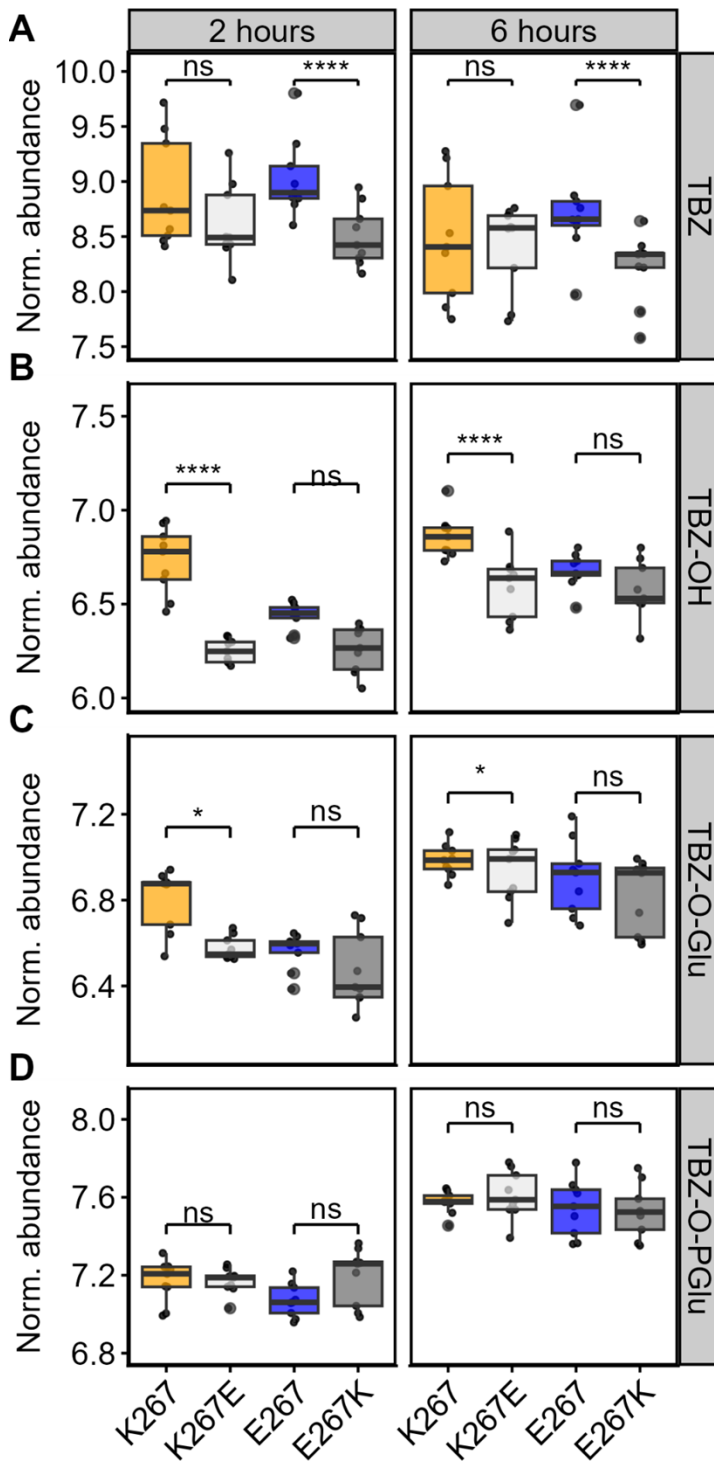 A
2 hours
6 hours
Norm. abundance
10.0
9.5
9.0
8.5
8.0
7.5
ns
****
ns
****
TBZ
B
Norm. abundance
7.5
7.0
6.5
6.0
****
ns
****
ns
TBZ-OH
C
Norm. abundance
7.2
6.8
6.4
*
ns
*
ns
TBZ-O-Glu
D
Norm. abundance
8.0
7.6
7.2
6.8
ns
ns
ns
ns
TBZ-O-PGlu
K267
K267E
E267
E267K
K267
K267E
E267
E267K